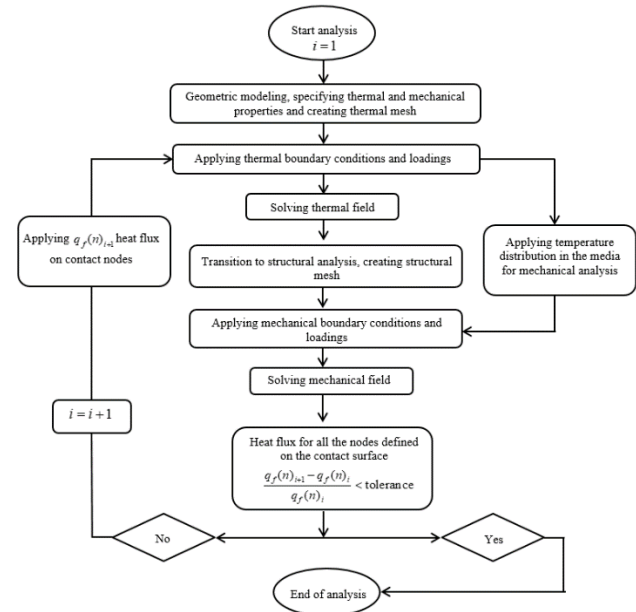 Start analysis
i = 1
Geometric modeling, specifying thermal and mechanical
properties and creating thermal mesh
Applying thermal boundary conditions and loadings
Solving thermal field
Applying q_f(n)_{i+1} heat flux
on contact nodes
Transition to structural analysis, creating structural
mesh
Applying temperature
distribution in the media
for mechanical analysis
Applying mechanical boundary conditions and
loadings
Solving mechanical field
i = i + 1
Heat flux for all the nodes defined
on the contact surface
\frac{q_f(n)_{i+1} - q_f(n)_i}{q_f(n)_i} < tolerance
No
Yes
End of analysis